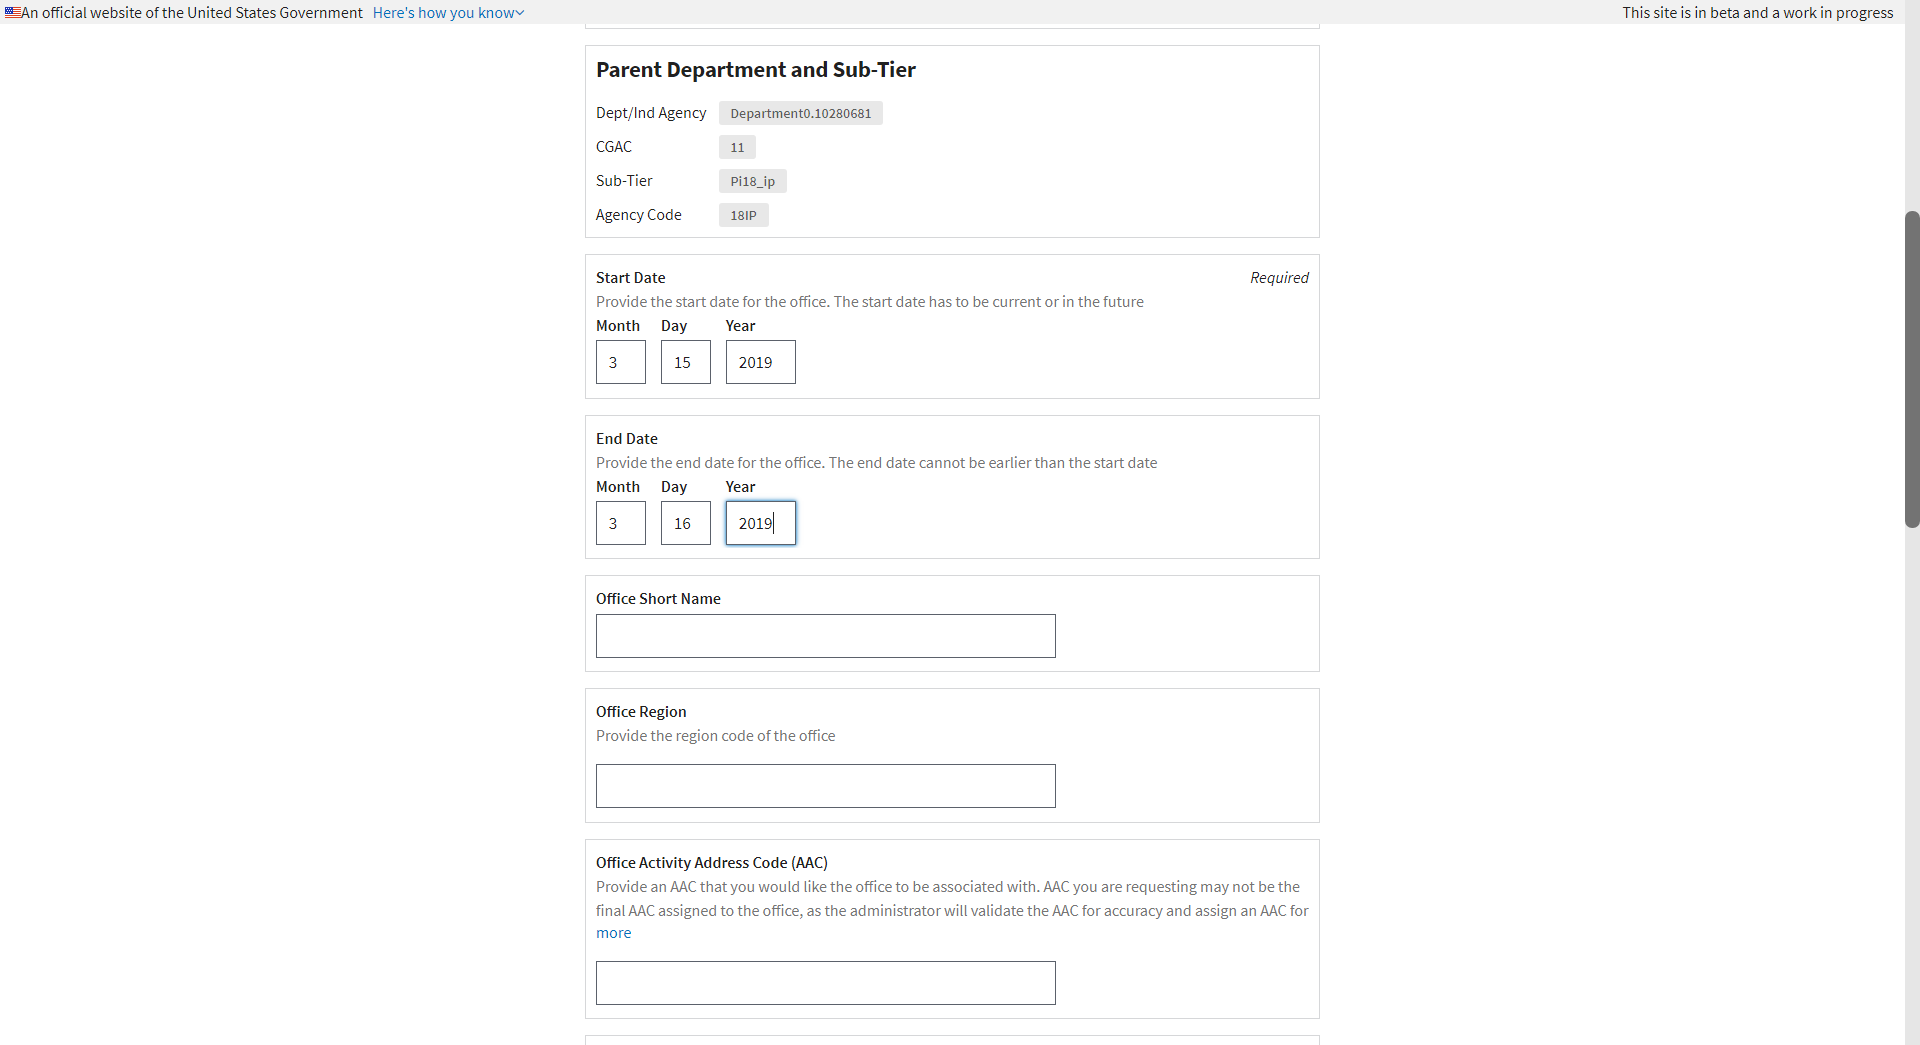 An official website of the United States Government Here's how you know
This site is in beta and a work in progress
Parent Department and Sub-Tier
Dept/Ind Agency Department0.10280681
CGAC 11
Sub-Tier Pi18_ip
Agency Code 18IP
Start Date Required
Provide the start date for the office. The start date has to be current or in the future
Month Day Year
3 15 2019
End Date
Provide the end date for the office. The end date cannot be earlier than the start date
Month Day Year
3 16 2019
Office Short Name
Office Region
Provide the region code of the office
Office Activity Address Code (AAC)
Provide an AAC that you would like the office to be associated with. AAC you are requesting may not be the
final AAC assigned to the office, as the administrator will validate the AAC for accuracy and assign an AAC for
more